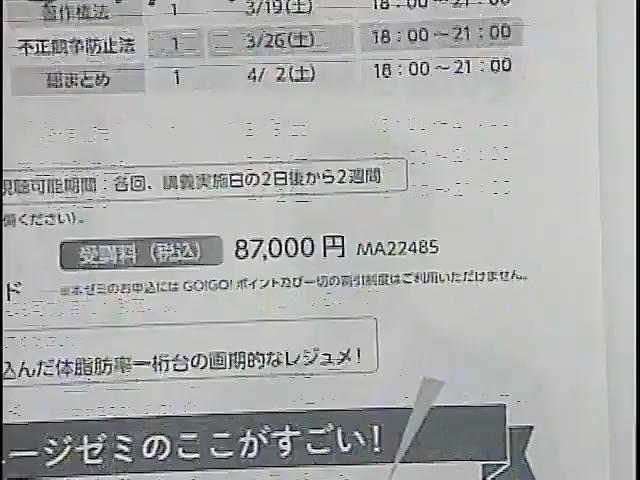 著作権法 1 3/19(土) 18:00～21:00
不正競争防止法 1 3/26(土) 18:00～21:00
総まとめ 1 4/ 2(土) 18:00～21:00
視聴可能期間：各回、講義実施日の2日後から2週間
備ください)。
受講料（税込） 87,000円 MA22485
ド
※本ゼミのお申込には GO!GO! ポイント及び一切の割引制度はご利用いただけません。
込んだ体脂肪率一桁台の画期的なレジュメ！
ージゼミのここがすごい！